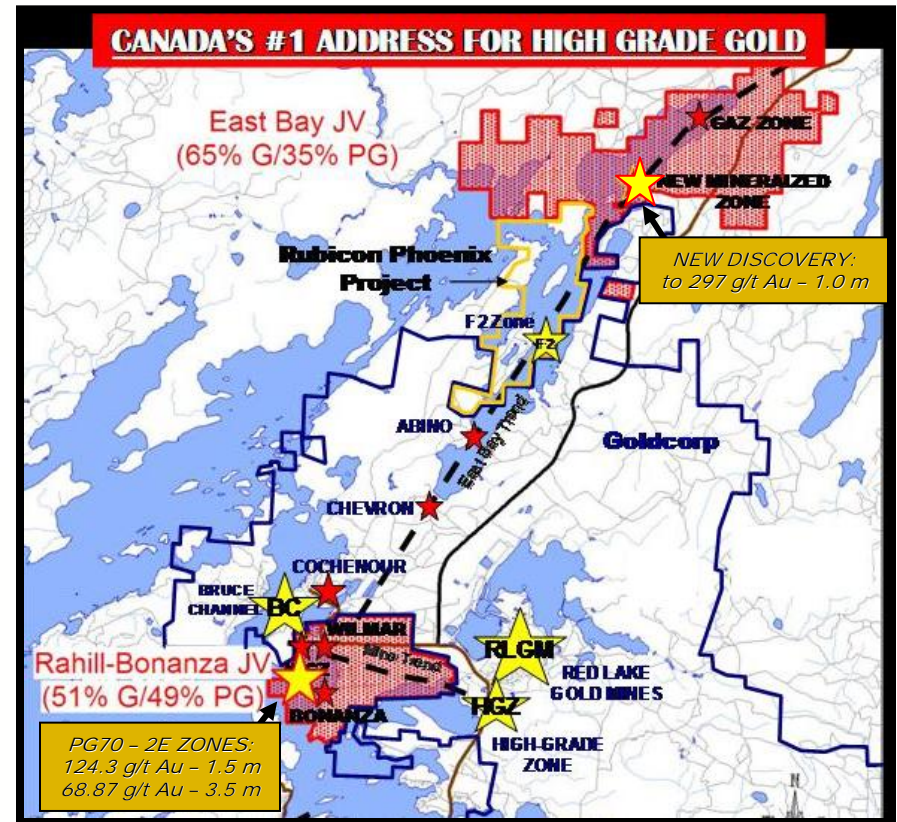 CANADA'S #1 ADDRESS FOR HIGH GRADE GOLD
East Bay JV
(65% G/35% PG)
GAZ ZONE
NEW MINERALIZED
ZONE
NEW DISCOVERY:
to 297 g/t Au – 1.0 m
Rubicon Phoenix
Project
F2 Zone
F2
ABINO
East Bay Trend
Goldcorp
CHEVRON
COCHENOUR
BRUCE
CHANNEL
BC
WILMAR
Mine Trend
RLGM
RED LAKE
GOLD MINES
Rahill-Bonanza JV
(51% G/49% PG)
HGZ
BONANZA
HIGH-GRADE
ZONE
PG70 – 2E ZONES:
124.3 g/t Au – 1.5 m
68.87 g/t Au – 3.5 m
N